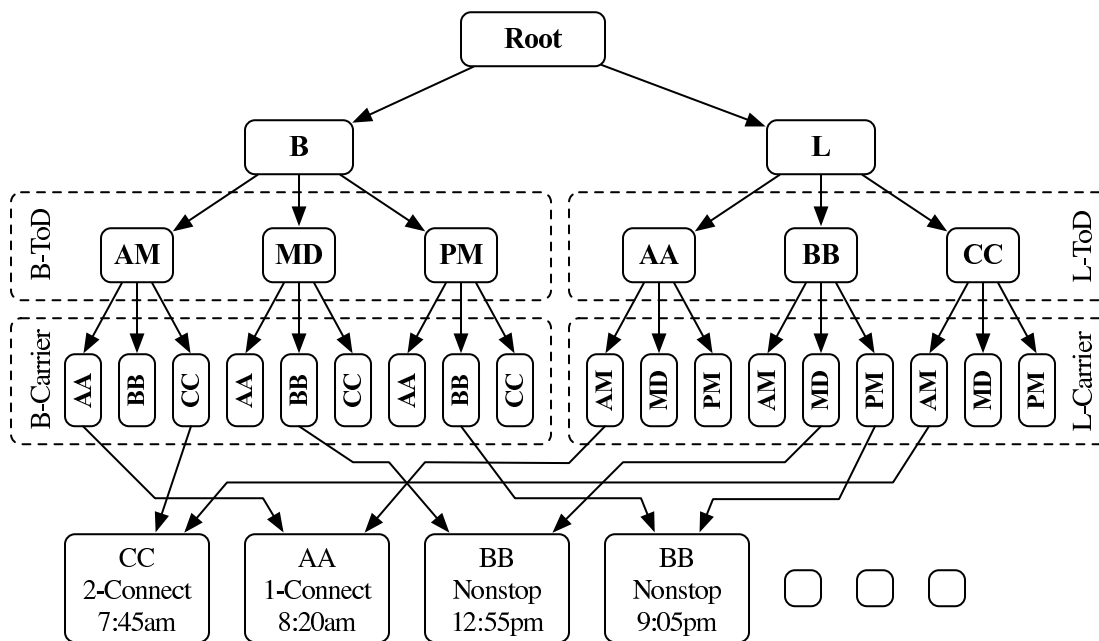 Root
B
L
B-ToD
AM
MD
PM
AA
BB
CC
L-ToD
B-Carrier
AA
BB
CC
AA
BB
CC
AA
BB
CC
AM
MD
PM
AM
MD
PM
AM
MD
PM
L-Carrier
CC
2-Connect
7:45am
AA
1-Connect
8:20am
BB
Nonstop
12:55pm
BB
Nonstop
9:05pm